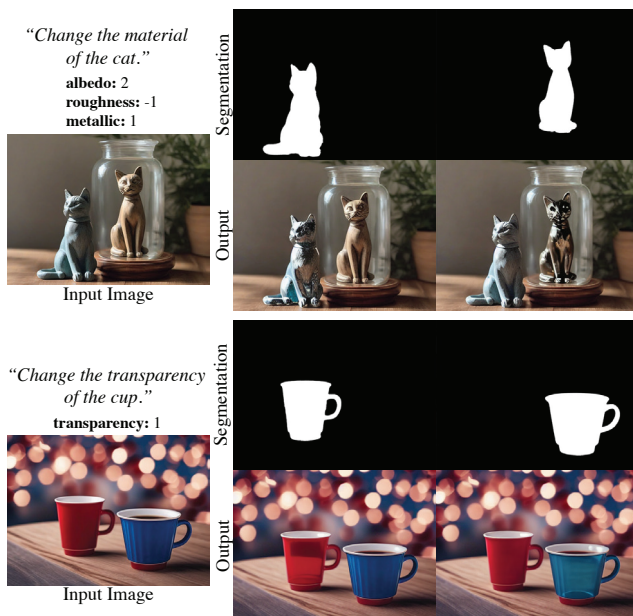 “Change the material
of the cat.”
albedo: 2
roughness: -1
metallic: 1
Input Image
Segmentation
Output
“Change the transparency
of the cup.”
transparency: 1
Input Image
Segmentation
Output